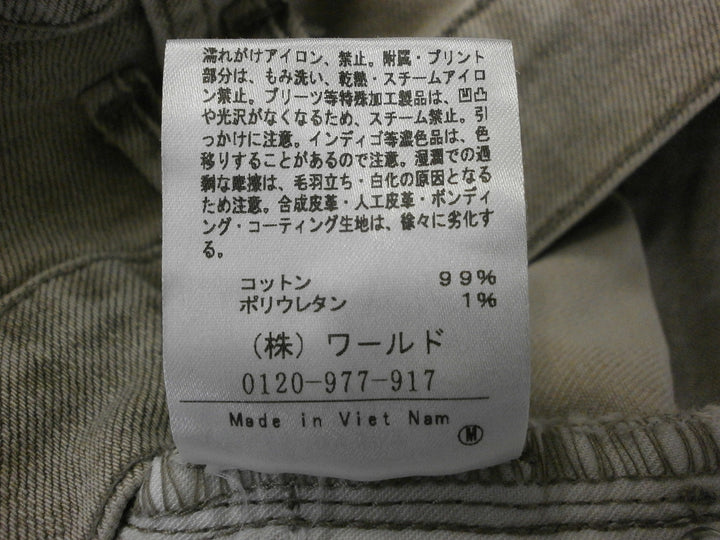 濡れがけアイロン、禁止。附属・プリント
部分は、もみ洗い、乾熱・スチームアイロ
ン禁止。プリーツ等特殊加工製品は、凹凸
や光沢がなくなるため、スチーム禁止。引
っかけに注意。インディゴ等濃色品は、色
移りすることがあるので注意。湿潤での過
剰な摩擦は、毛羽立ち・白化の原因となる
ため注意。合成皮革・人工皮革・ボンディ
ング・コーティング生地は、徐々に劣化す
る。
コットン 99%
ポリウレタン 1%
(株)ワールド
0120-977-917
Made in Viet Nam
M